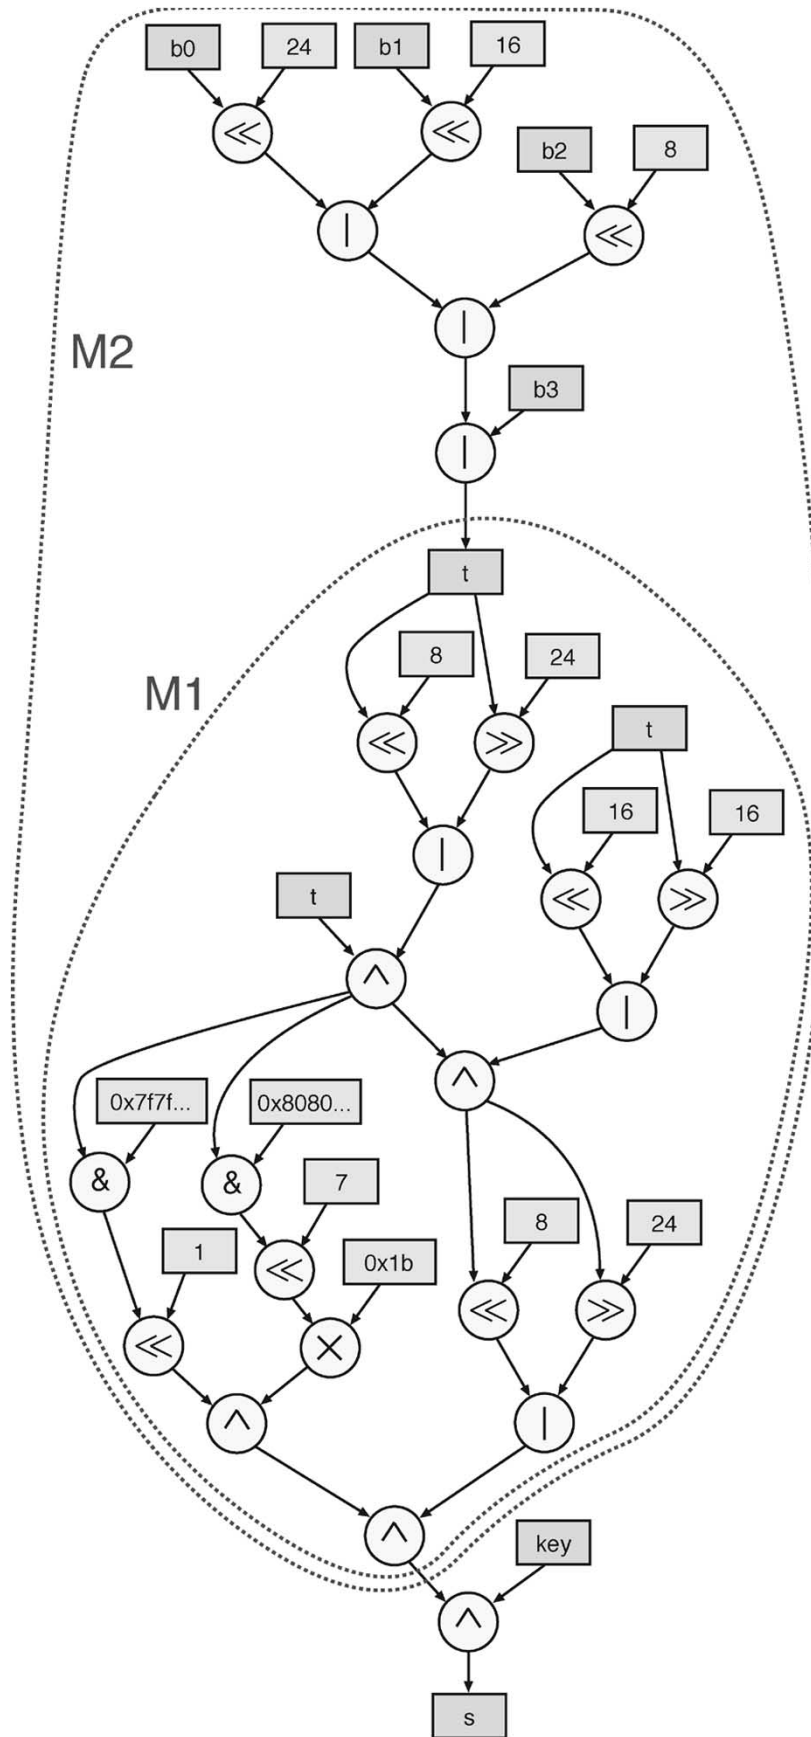 b0 24 b1 16
≪ ≪
b2 8
| ≪
|
M2
b3
|
t
8 24
M1
t
≪ ≫
16 16
|
t
≪ ≫
^
|
^
0x7f7f... 0x8080...
& &
7
8 24
1
≪ 0x1b
≪ ≫
≪ ×
^ |
^
key
^
s